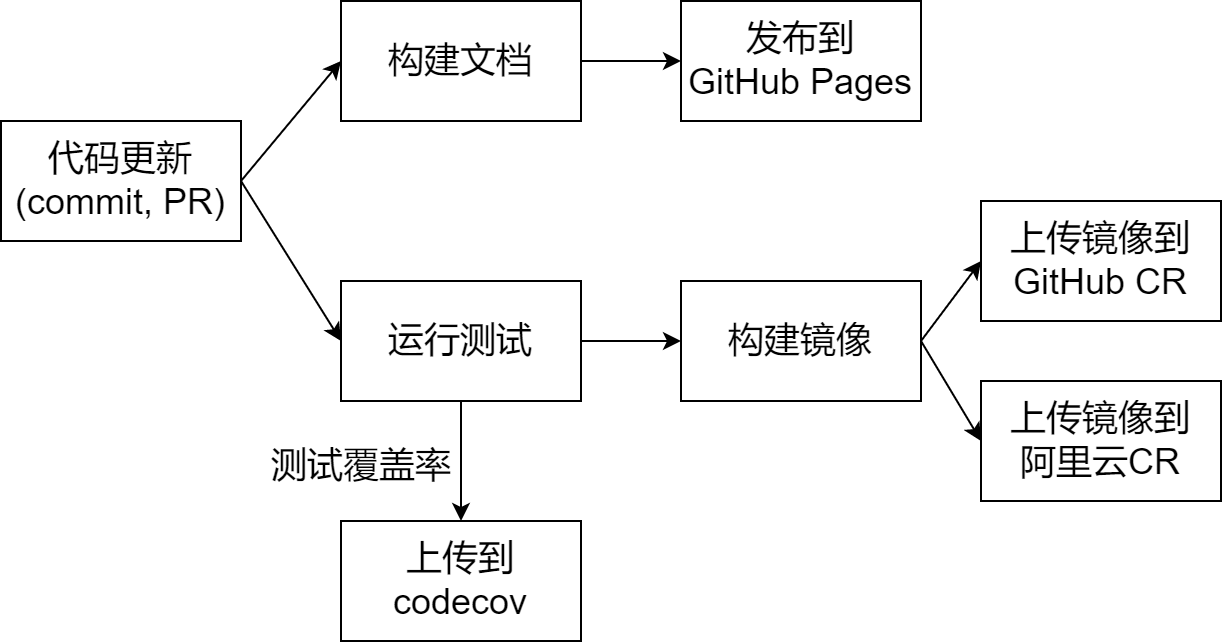 构建文档
发布到
GitHub Pages
代码更新
(commit, PR)
上传镜像到
GitHub CR
运行测试
构建镜像
上传镜像到
阿里云CR
测试覆盖率
上传到
codecov